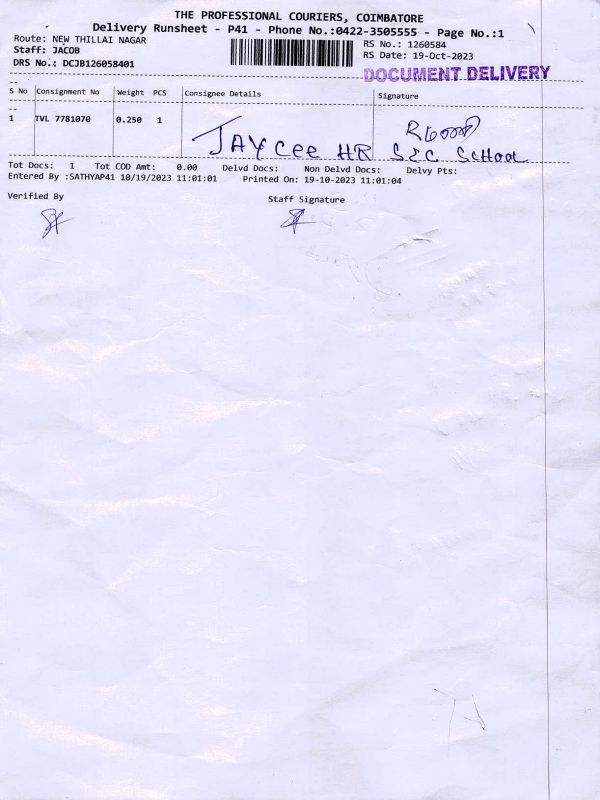 THE PROFESSIONAL COURIERS, COIMBATORE
Delivery Runsheet - P41 - Phone No.:0422-3505555 - Page No.:1
Route: NEW THILLAI NAGAR
RS No.: 1260584
Staff: JACOB
RS Date: 19-Oct-2023
DRS No.: DCJB126058401
DOCUMENT DELIVERY
S No Consignment No Weight PCS Consignee Details Signature
1 TVL 7781070 0.250 1
JAYCee HR SEC SCHOOL
Tot Docs: 1 Tot COD Amt: 0.00 Delvd Docs: Non Delvd Docs: Delvy Pts:
Entered By :SATHYAP41 10/19/2023 11:01:01 Printed On: 19-10-2023 11:01:04
Verified By Staff Signature